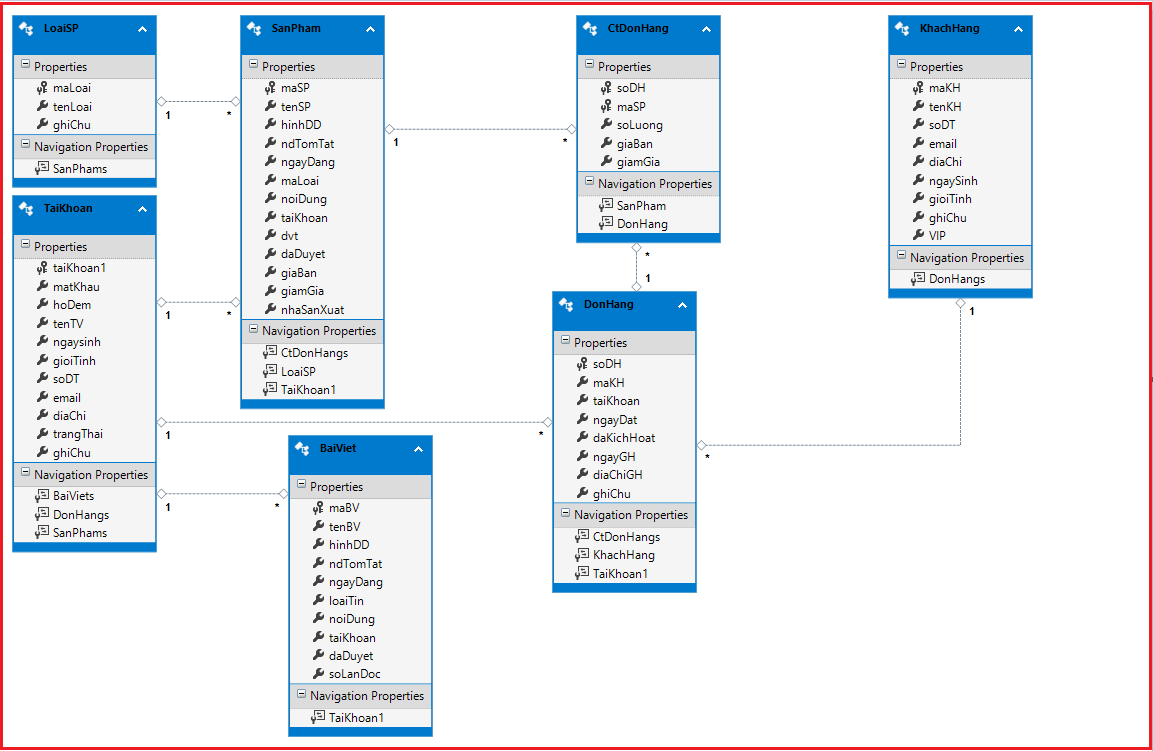 LoaiSP
Properties
maLoai
tenLoai
ghiChu
Navigation Properties
SanPhams
1
*
SanPham
Properties
maSP
tenSP
hinhDD
ndTomTat
ngayDang
maLoai
noiDung
taiKhoan
dvt
daDuyet
giaBan
giamGia
nhaSanXuat
Navigation Properties
CtDonHangs
LoaiSP
TaiKhoan1
1
*
CtDonHang
Properties
soDH
maSP
soLuong
giaBan
giamGia
Navigation Properties
SanPham
DonHang
*
1
KhachHang
Properties
maKH
tenKH
soDT
email
diaChi
ngaySinh
gioiTinh
ghiChu
VIP
Navigation Properties
DonHangs
1
*
TaiKhoan
Properties
taiKhoan1
matKhau
hoDem
tenTV
ngaysinh
gioiTinh
soDT
email
diaChi
trangThai
ghiChu
Navigation Properties
BaiViets
DonHangs
SanPhams
1
*
1
*
1
*
BaiViet
Properties
maBV
tenBV
hinhDD
ndTomTat
ngayDang
loaiTin
noiDung
taiKhoan
daDuyet
soLanDoc
Navigation Properties
TaiKhoan1
DonHang
Properties
soDH
maKH
taiKhoan
ngayDat
daKichHoat
ngayGH
diaChiGH
ghiChu
Navigation Properties
CtDonHangs
KhachHang
TaiKhoan1